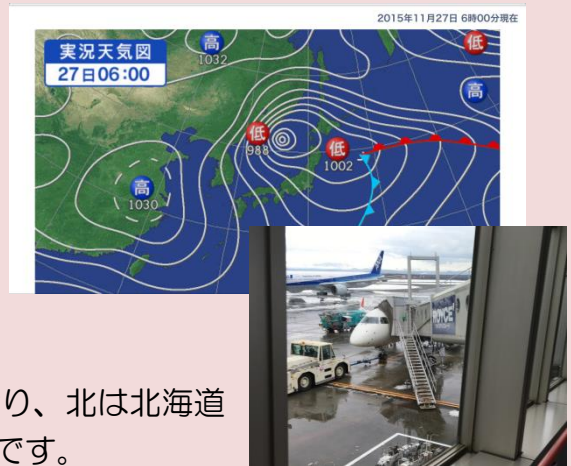 2015年11月27日 6時00分現在
実況天気図
27日06:00
高
1032
低
高
低
988
低
1002
高
1030
り、北は北海道
です。